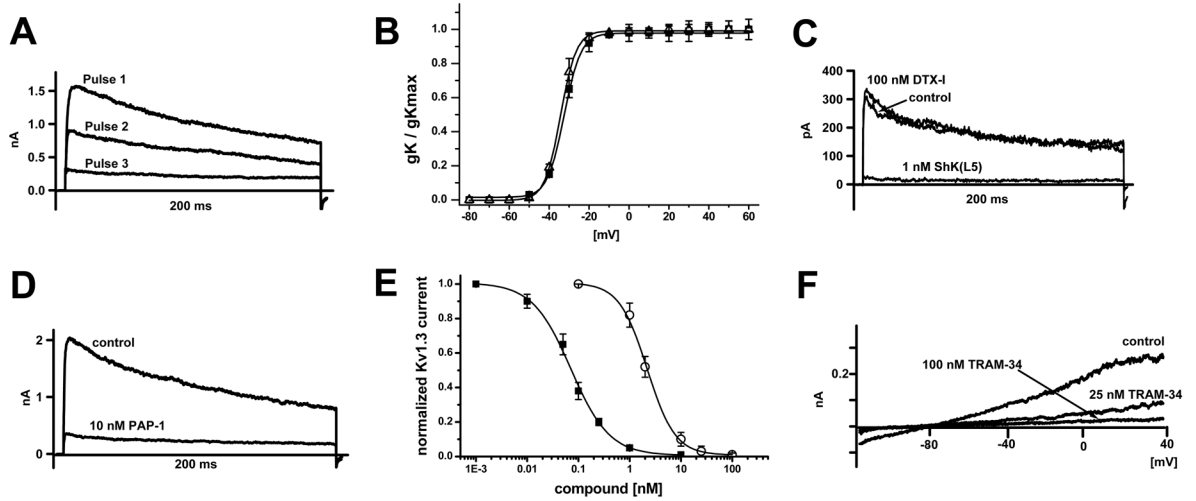 A
Pulse 1
Pulse 2
Pulse 3
1.5
1.0
0.5
0.0
nA
200 ms
B
gK / gKmax
1.0
0.8
0.6
0.4
0.2
0.0
-80 -60 -40 -20 0 20 40 60
[mV]
C
100 nM DTX-I
control
1 nM ShK(L5)
400
300
200
100
0
pA
200 ms
D
control
10 nM PAP-1
2
1
0
nA
200 ms
E
normalized Kv1.3 current
1.0
0.8
0.6
0.4
0.2
0.0
1E-3 0.01 0.1 1 10 100
compound [nM]
F
control
100 nM TRAM-34
25 nM TRAM-34
0.2
0
nA
-80 -40 0 40
[mV]